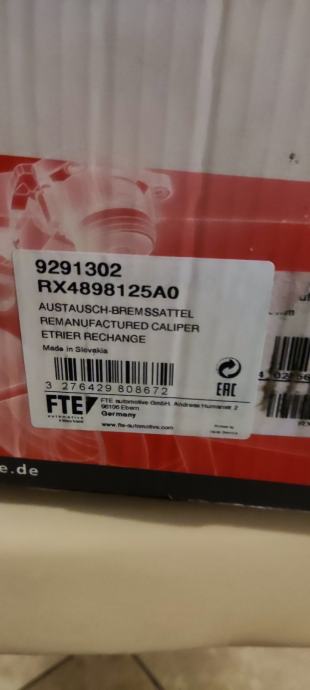 9291302
RX4898125A0
AUSTAUSCH-BREMSSATTEL
REMANUFACTURED CALIPER
ETRIER RECHANGE
Made in Slovakia
3 276429 808672
EAC
FTE
automotive
FTE automotive GmbH, Andreas-Humann-Str. 2
96106 Ebern
Germany
www.fte-automotive.com
e.de